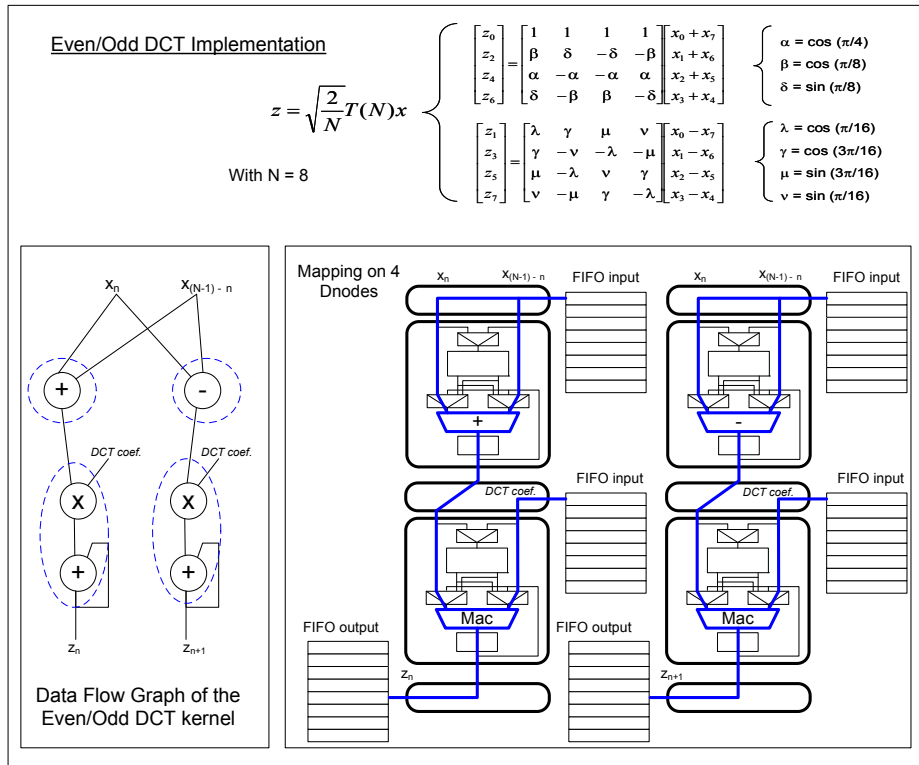 Even/Odd DCT Implementation
z = √(2/N) T(N)x
With N = 8
[z₀] = [1 1 1 1] [x₀ + x₇]
[z₂] [β δ −δ −β] [x₁ + x₆]
[z₄] [α −α −α α] [x₂ + x₅]
[z₆] [δ −β β −δ] [x₃ + x₄]
α = cos (π/4)
β = cos (π/8)
δ = sin (π/8)
[z₁] = [λ γ μ ν] [x₀ − x₇]
[z₃] [γ −ν −λ −μ] [x₁ − x₆]
[z₅] [μ −λ ν γ] [x₂ − x₅]
[z₇] [ν −μ γ −λ] [x₃ − x₄]
λ = cos (π/16)
γ = cos (3π/16)
μ = sin (3π/16)
ν = sin (π/16)
xₙ x₍N-1₎ - n
+ -
DCT coef. DCT coef.
X X
+ +
zₙ zₙ₊₁
Data Flow Graph of the
Even/Odd DCT kernel
Mapping on 4
Dnodes
xₙ x₍N-1₎ - n FIFO input
+
DCT coef. FIFO input
Mac
FIFO output
zₙ
xₙ x₍N-1₎ - n FIFO input
-
DCT coef. FIFO input
Mac
FIFO output
zₙ₊₁